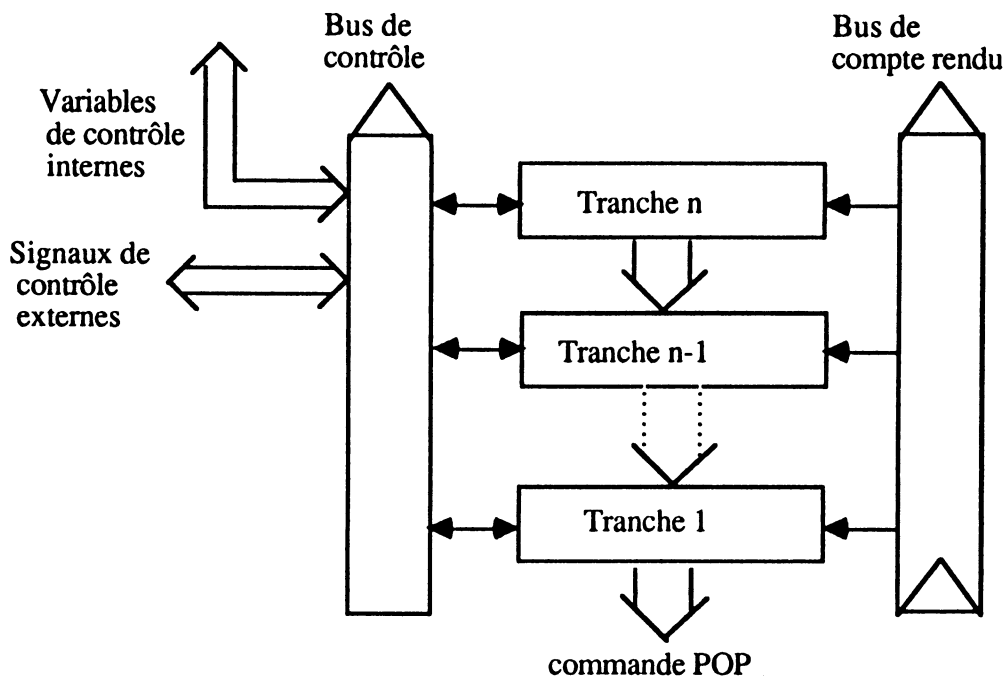 Bus de
contrôle
Bus de
compte rendu
Variables
de contrôle
internes
Tranche n
Signaux de
contrôle
externes
Tranche n-1
Tranche 1
commande POP